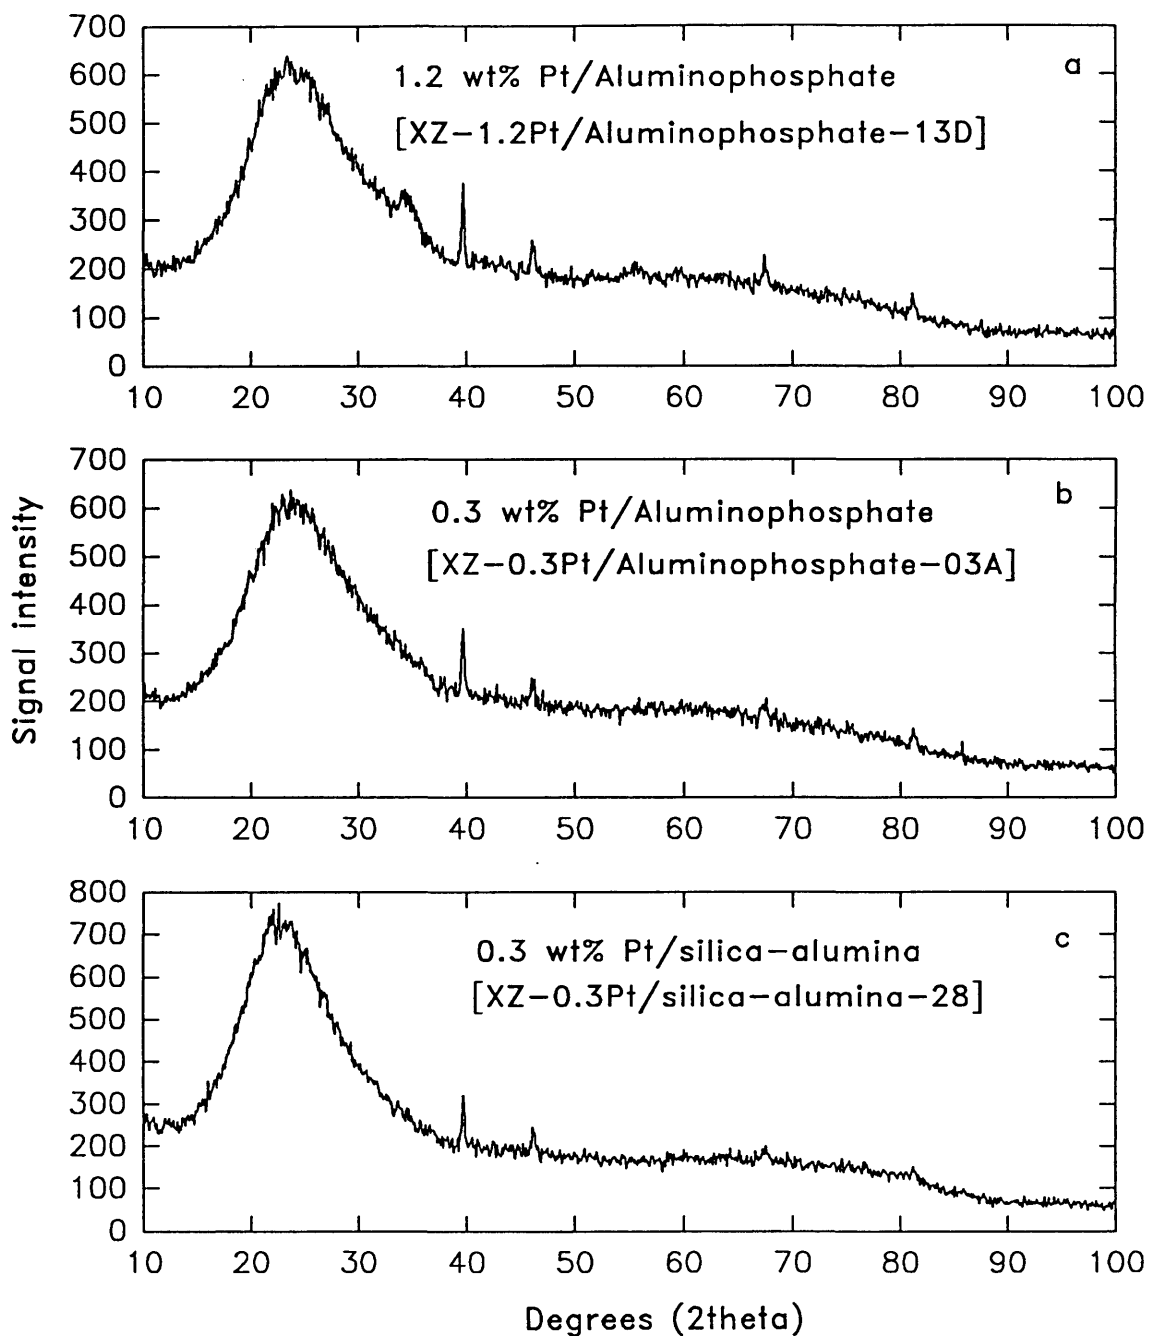 700
600
500
400
300
200
100
0
a
1.2 wt% Pt/Aluminophosphate
[XZ-1.2Pt/Aluminophosphate-13D]
10 20 30 40 50 60 70 80 90 100
Signal intensity
700
600
500
400
300
200
100
0
b
0.3 wt% Pt/Aluminophosphate
[XZ-0.3Pt/Aluminophosphate-03A]
10 20 30 40 50 60 70 80 90 100
800
700
600
500
400
300
200
100
0
c
0.3 wt% Pt/silica-alumina
[XZ-0.3Pt/silica-alumina-28]
10 20 30 40 50 60 70 80 90 100
Degrees (2theta)